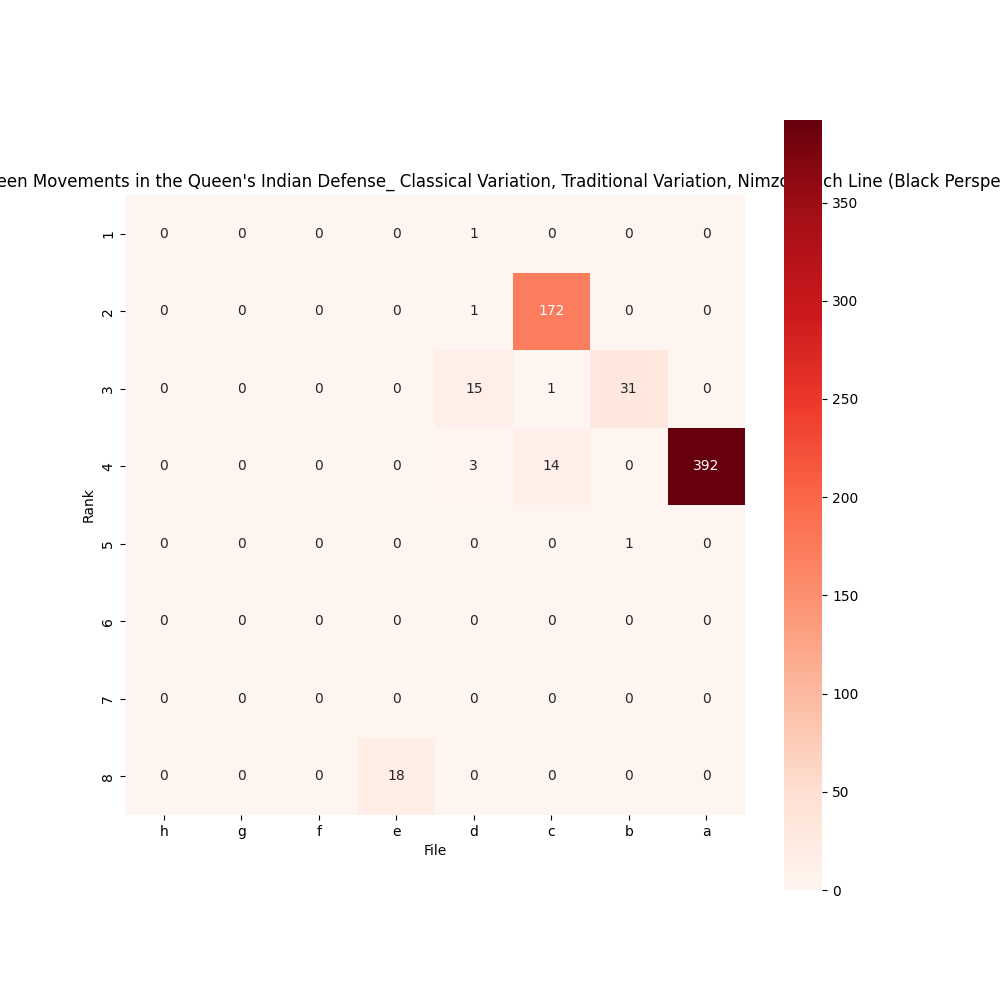 een Movements in the Queen's Indian Defense_ Classical Variation, Traditional Variation, Nimzo ch Line (Black Perspe
1 0 0 0 0 1 0 0 0
2 0 0 0 0 1 172 0 0
3 0 0 0 0 15 1 31 0
4 0 0 0 0 3 14 0 392
5 0 0 0 0 0 0 1 0
6 0 0 0 0 0 0 0 0
7 0 0 0 0 0 0 0 0
8 0 0 0 18 0 0 0 0
Rank
h g f e d c b a
File
350
300
250
200
150
100
50
0